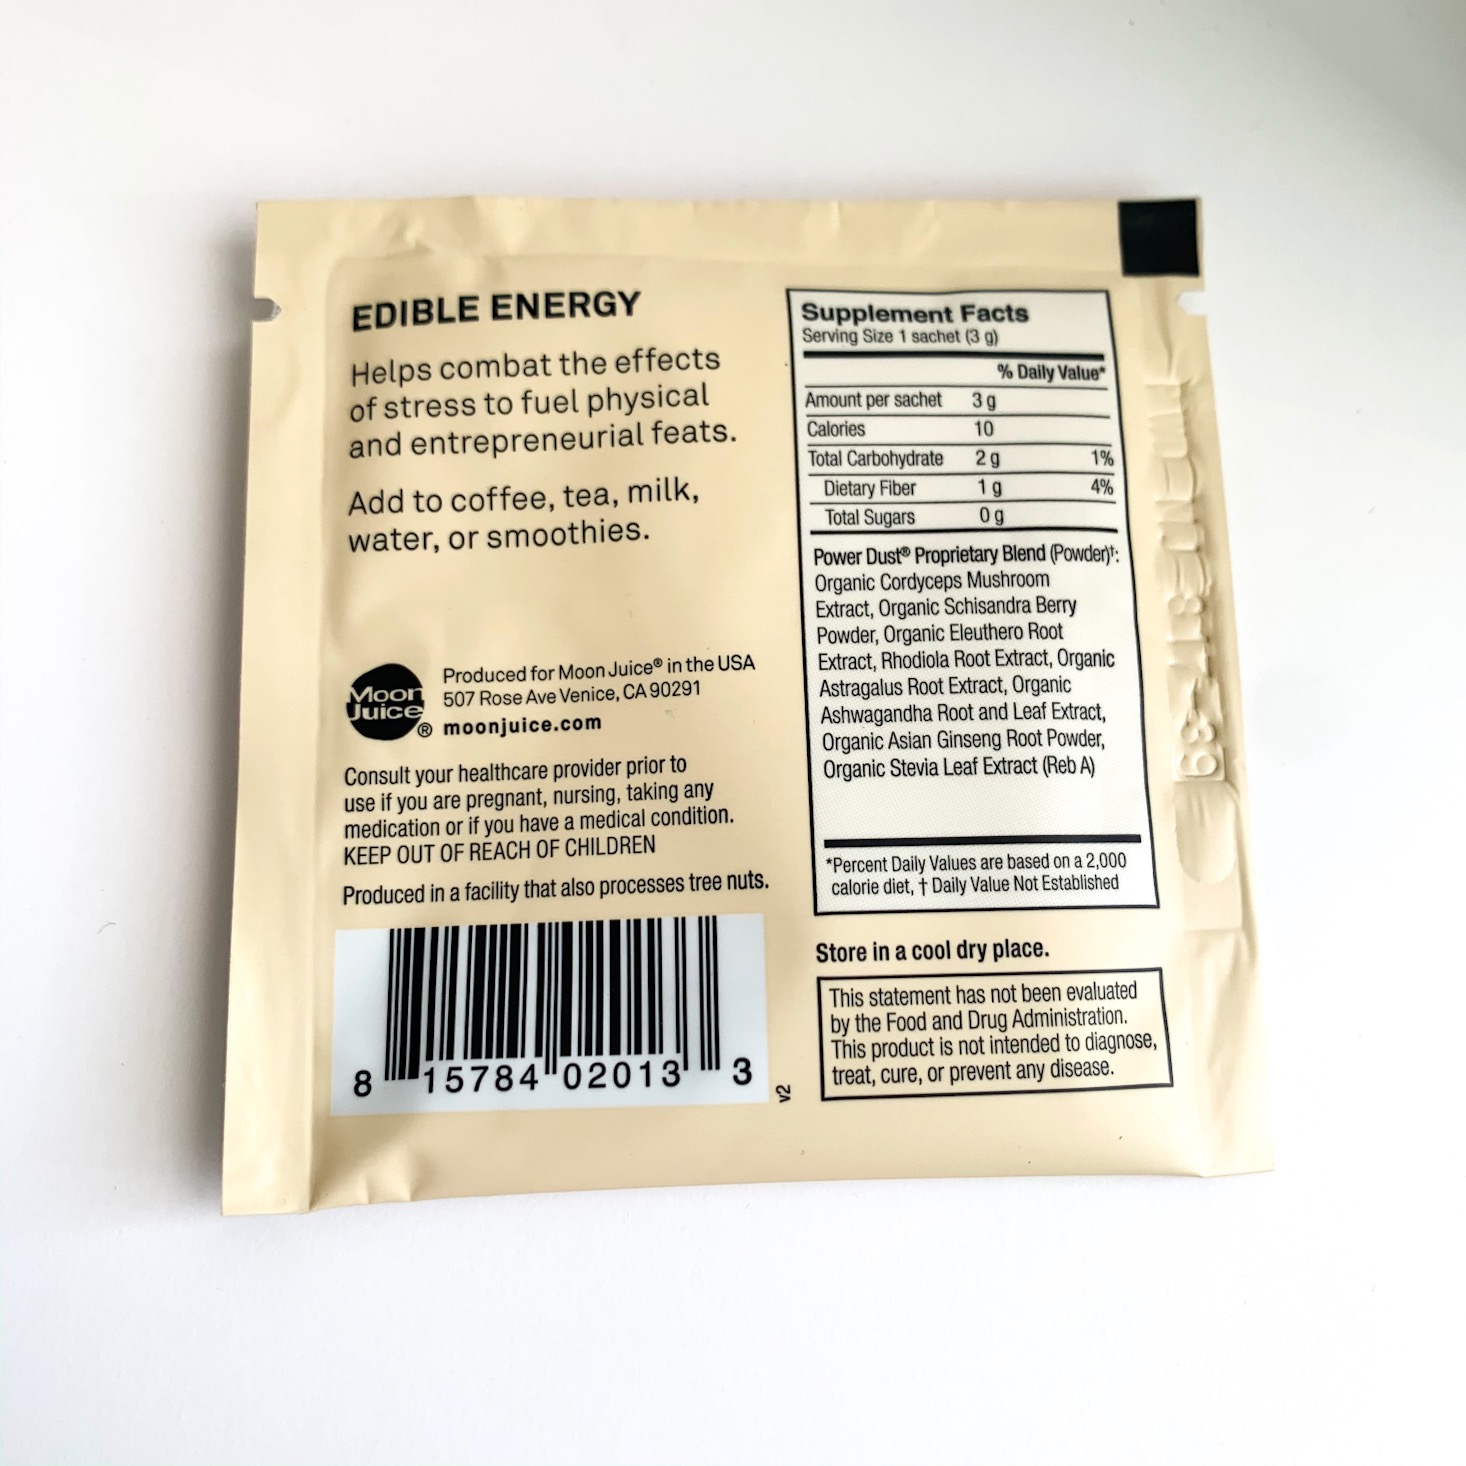 EDIBLE ENERGY
Helps combat the effects
of stress to fuel physical
and entrepreneurial feats.
Add to coffee, tea, milk,
water, or smoothies.
Moon
Juice®
Produced for Moon Juice® in the USA
507 Rose Ave Venice, CA 90291
moonjuice.com
Consult your healthcare provider prior to
use if you are pregnant, nursing, taking any
medication or if you have a medical condition.
KEEP OUT OF REACH OF CHILDREN
Produced in a facility that also processes tree nuts.
8 15784 02013 3
v2
Supplement Facts
Serving Size 1 sachet (3 g)
% Daily Value*
Amount per sachet 3 g
Calories 10
Total Carbohydrate 2 g 1%
Dietary Fiber 1 g 4%
Total Sugars 0 g
Power Dust® Proprietary Blend (Powder)†:
Organic Cordyceps Mushroom
Extract, Organic Schisandra Berry
Powder, Organic Eleuthero Root
Extract, Rhodiola Root Extract, Organic
Astragalus Root Extract, Organic
Ashwagandha Root and Leaf Extract,
Organic Asian Ginseng Root Powder,
Organic Stevia Leaf Extract (Reb A)
*Percent Daily Values are based on a 2,000
calorie diet, † Daily Value Not Established
Store in a cool dry place.
This statement has not been evaluated
by the Food and Drug Administration.
This product is not intended to diagnose,
treat, cure, or prevent any disease.